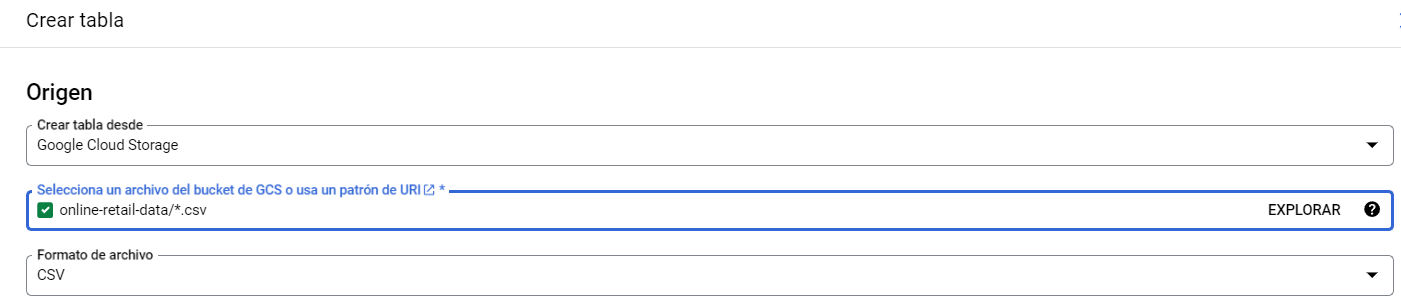 Crear tabla
Origen
Crear tabla desde
Google Cloud Storage
Selecciona un archivo del bucket de GCS o usa un patrón de URI *
online-retail-data/*.csv EXPLORAR ?
Formato de archivo
CSV